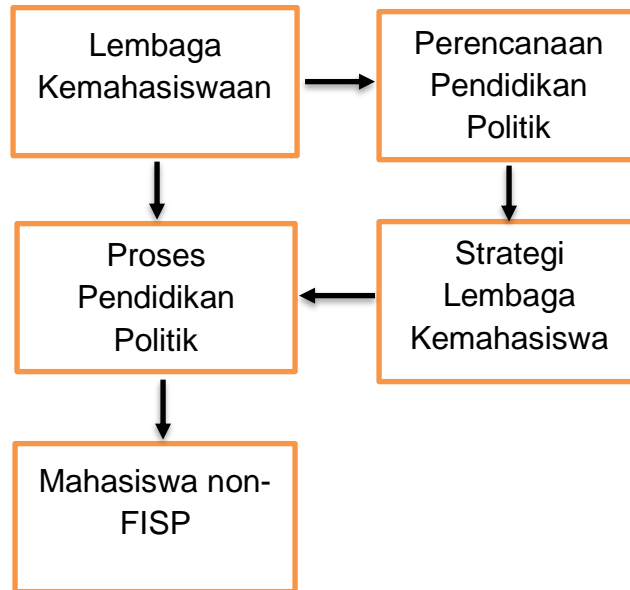 Lembaga
Kemahasiswaan
Perencanaan
Pendidikan
Politik
Proses
Pendidikan
Politik
Strategi
Lembaga
Kemahasiswa
Mahasiswa non-
FISP